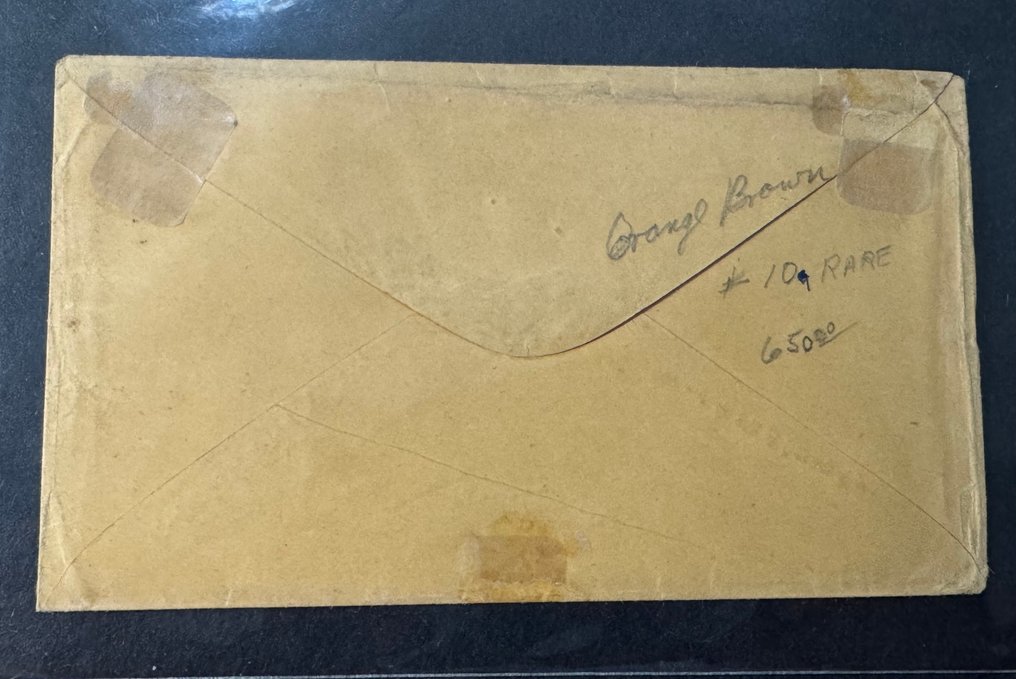 Orange Brown
# 10, RARE
650.00